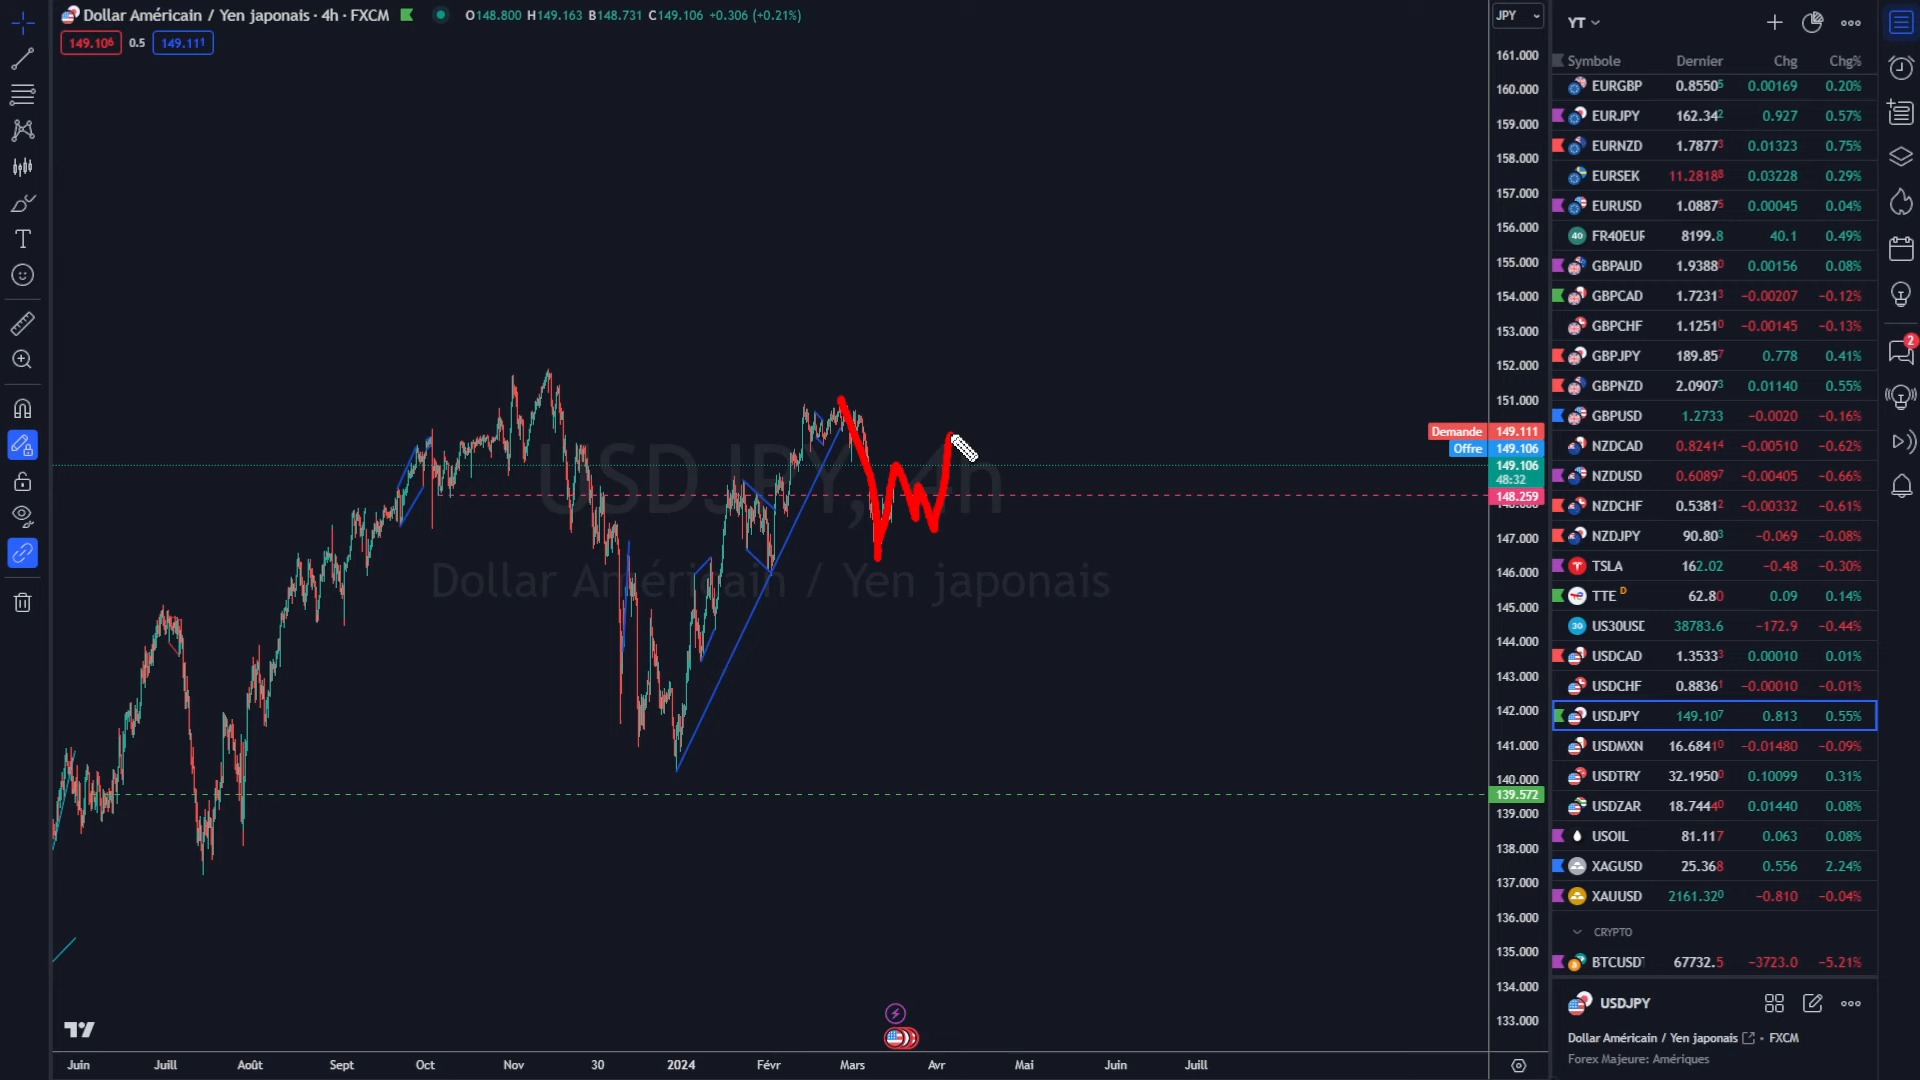 Dollar Américain / Yen japonais · 4h · FXCM O148.800 H149.163 B148.731 C149.106 +0.306 (+0.21%)
149.106 0.5 149.111
USDJPY, 4h
Dollar Américain / Yen japonais
JPY
161.000
160.000
159.000
158.000
157.000
156.000
155.000
154.000
153.000
152.000
151.000
Demande 149.111
Offre 149.106
149.106
48:32
148.259
147.000
146.000
145.000
144.000
143.000
142.000
141.000
140.000
139.572
139.000
138.000
137.000
136.000
135.000
134.000
133.000
Juin Juill Août Sept Oct Nov 30 2024 Févr Mars Avr Mai Juin Juill
YT
Symbole Dernier Chg Chg%
EURGBP 0.85505 0.00169 0.20%
EURJPY 162.342 0.927 0.57%
EURNZD 1.78773 0.01323 0.75%
EURSEK 11.28188 0.03228 0.29%
EURUSD 1.08875 0.00045 0.04%
40 FR40EUR 8199.8 40.1 0.49%
GBPAUD 1.93880 0.00156 0.08%
GBPCAD 1.72313 −0.00207 −0.12%
GBPCHF 1.12510 −0.00145 −0.13%
GBPJPY 189.857 0.778 0.41%
GBPNZD 2.09073 0.01140 0.55%
GBPUSD 1.2733 −0.0020 −0.16%
NZDCAD 0.82414 −0.00510 −0.62%
NZDUSD 0.60897 −0.00405 −0.66%
NZDCHF 0.53812 −0.00332 −0.61%
NZDJPY 90.803 −0.069 −0.08%
TSLA 162.02 −0.48 −0.30%
TTE D 62.80 0.09 0.14%
30 US30USD 38783.6 −172.9 −0.44%
USDCAD 1.35333 0.00010 0.01%
USDCHF 0.88361 −0.00010 −0.01%
USDJPY 149.107 0.813 0.55%
USDMXN 16.68410 −0.01480 −0.09%
USDTRY 32.19500 0.10099 0.31%
USDZAR 18.74440 0.01440 0.08%
USOIL 81.117 0.063 0.08%
XAGUSD 25.368 0.556 2.24%
XAUUSD 2161.320 −0.810 −0.04%
CRYPTO
BTCUSDT 67732.5 −3723.0 −5.21%
USDJPY
Dollar Américain / Yen japonais · FXCM
Forex Majeure: Amériques
2